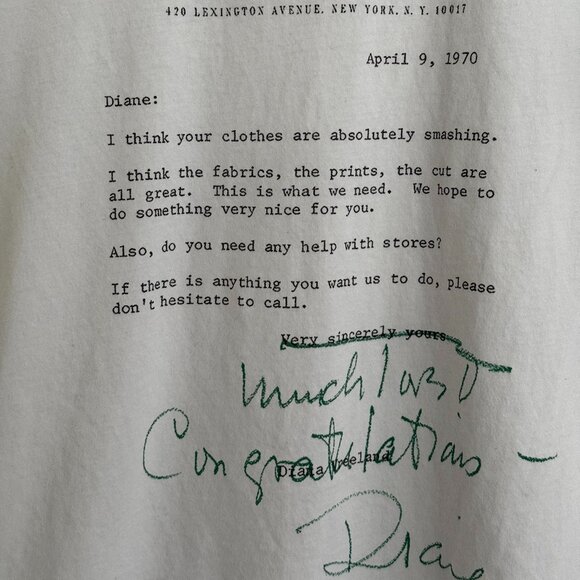 420 LEXINGTON AVENUE, NEW YORK, N. Y. 10017
April 9, 1970
Diane:
I think your clothes are absolutely smashing.
I think the fabrics, the prints, the cut are
all great. This is what we need. We hope to
do something very nice for you.
Also, do you need any help with stores?
If there is anything you want us to do, please
don't hesitate to call.
Very sincerely yours
much
Congratulations —
Diana Vreeland